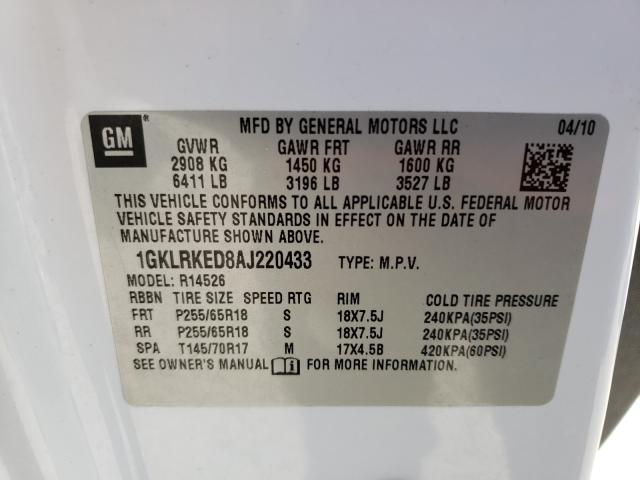 GM
®
MFD BY GENERAL MOTORS LLC 04/10
GVWR GAWR FRT GAWR RR
2908 KG 1450 KG 1600 KG
6411 LB 3196 LB 3527 LB
THIS VEHICLE CONFORMS TO ALL APPLICABLE U.S. FEDERAL MOTOR
VEHICLE SAFETY STANDARDS IN EFFECT ON THE DATE OF
MANUFACTURE SHOWN ABOVE.
1GKLRKED8AJ220433 TYPE: M.P.V.
MODEL: R14526
RBBN TIRE SIZE SPEED RTG RIM COLD TIRE PRESSURE
FRT P255/65R18 S 18X7.5J 240KPA(35PSI)
RR P255/65R18 S 18X7.5J 240KPA(35PSI)
SPA T145/70R17 M 17X4.5B 420KPA(60PSI)
SEE OWNER'S MANUAL FOR MORE INFORMATION.